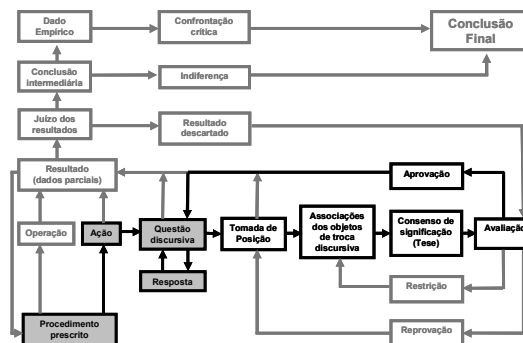 Dado
Empírico
Confrontação
crítica
Conclusão
Final
Conclusão
intermediária
Indiferença
Juízo dos
resultados
Resultado
descartado
Resultado
(dados parciais)
Aprovação
Operação
Ação
Questão
discursiva
Tomada de
Posição
Associações
dos objetos
de troca
discursiva
Consenso de
significação
(Tese)
Avaliação
Resposta
Restrição
Procedimento
prescrito
Reprovação